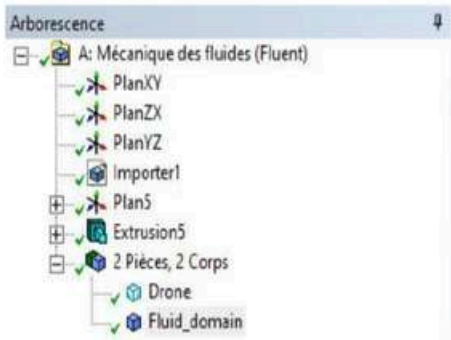 Arborescence
A: Mécanique des fluides (Fluent)
PlanXY
PlanZX
PlanYZ
Importer1
Plan5
Extrusion5
2 Pièces, 2 Corps
Drone
Fluid_domain